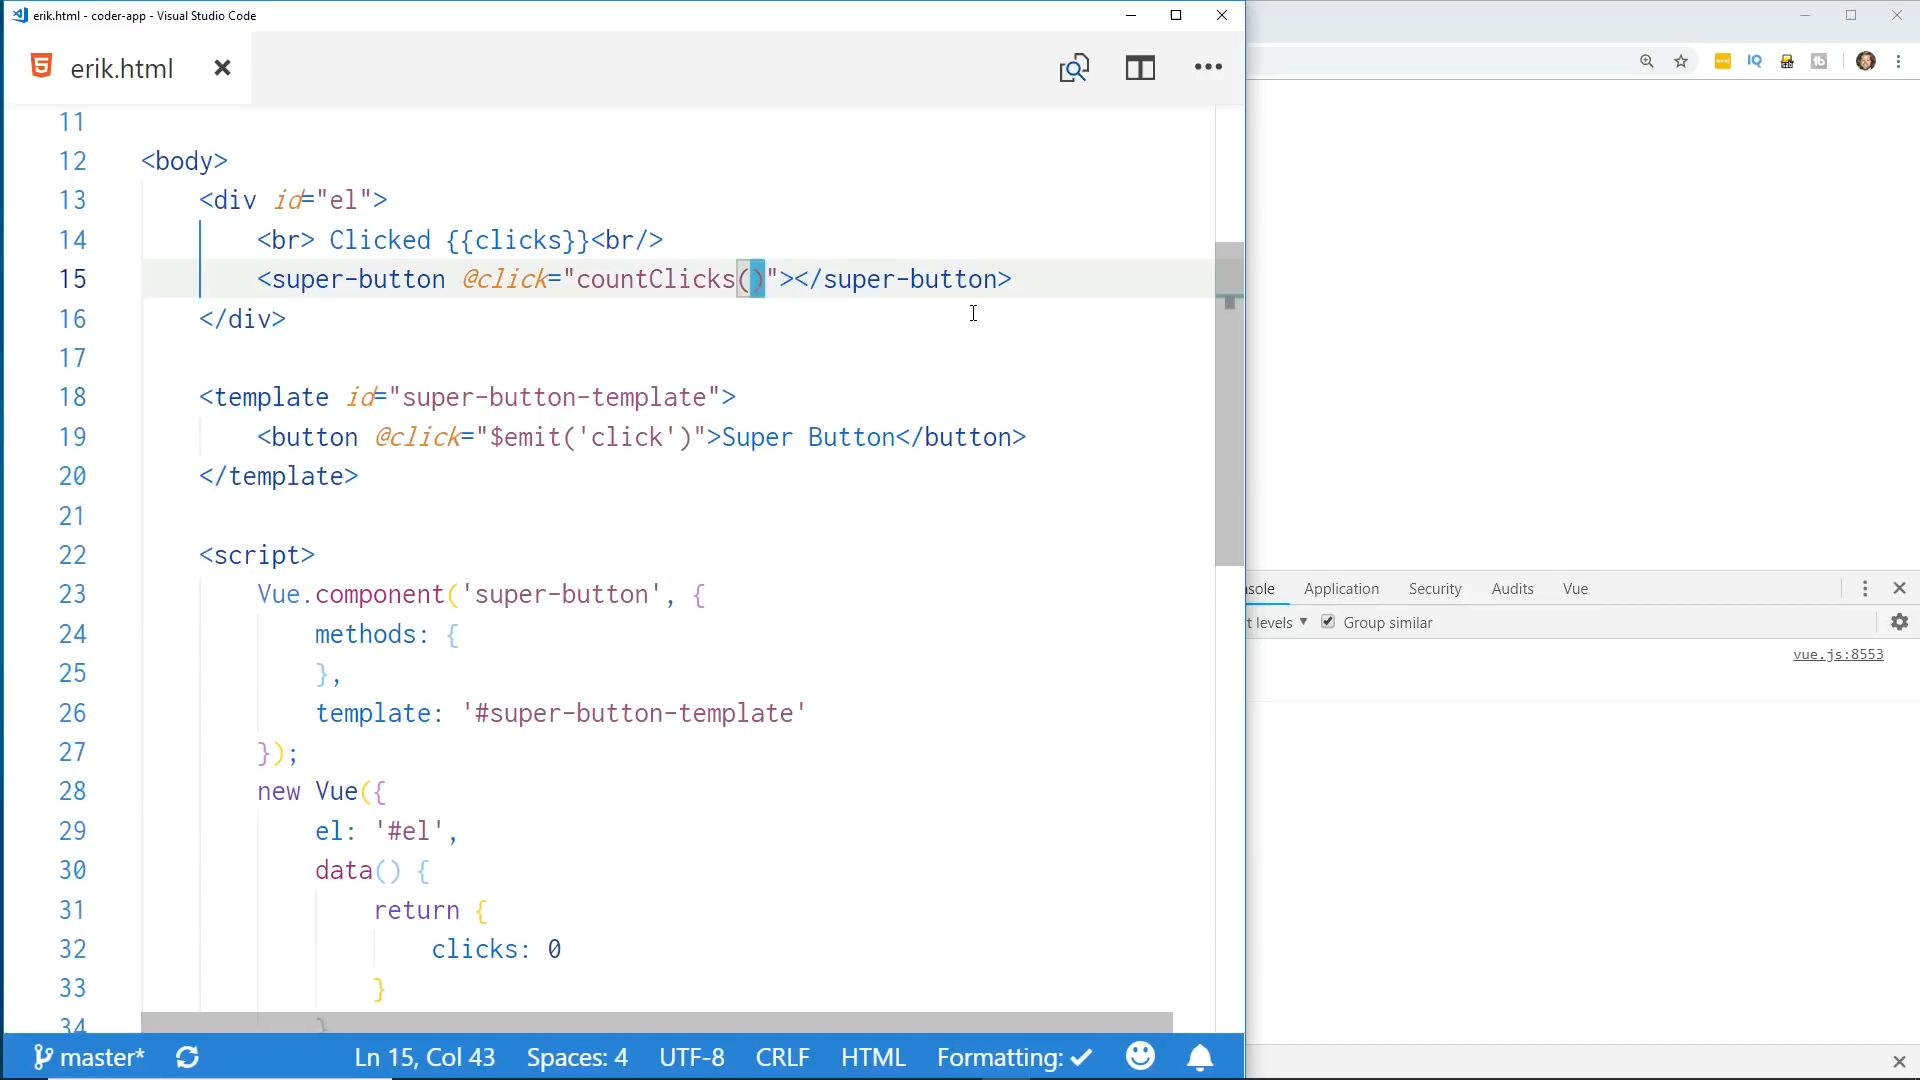 erik.html - coder-app - Visual Studio Code
erik.html
11
12 <body>
13 <div id="el">
14 <br> Clicked {{clicks}}<br/>
15 <super-button @click="countClicks()"></super-button>
16 </div>
17
18 <template id="super-button-template">
19 <button @click="$emit('click')">Super Button</button>
20 </template>
21
22 <script>
23 Vue.component('super-button', {
24 methods: {
25 },
26 template: '#super-button-template'
27 });
28 new Vue({
29 el: '#el',
30 data() {
31 return {
32 clicks: 0
33 }
34 }
master* Ln 15, Col 43 Spaces: 4 UTF-8 CRLF HTML Formatting: ✓
IQ
sole Application Security Audits Vue
t levels ▼ Group similar
vue.js:8553